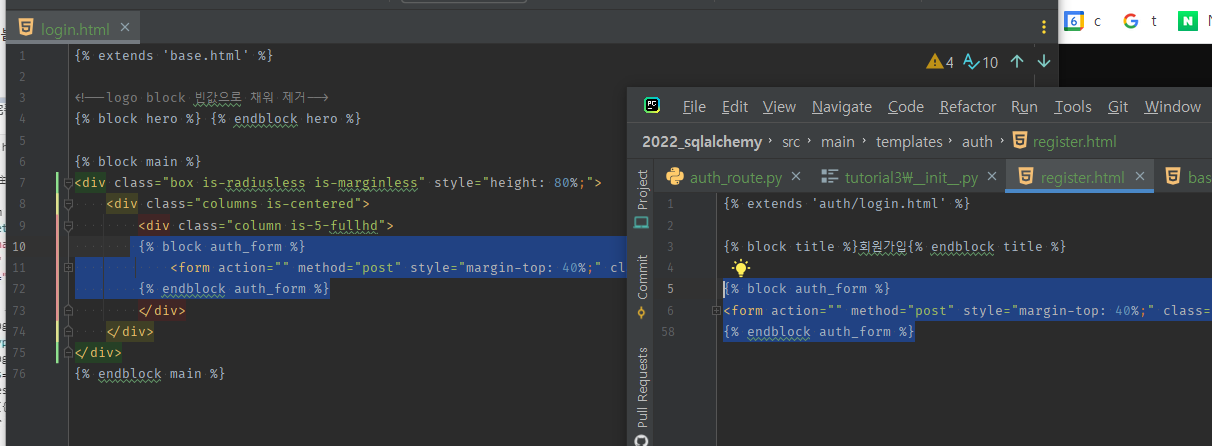 login.html
4 10
1 {% extends 'base.html' %}
2
3 <!--logo block 빈값으로 채워 제거-->
4 {% block hero %} {% endblock hero %}
5
6 {% block main %}
7 <div class="box is-radiusless is-marginless" style="height: 80%;">
8 <div class="columns is-centered">
9 <div class="column is-5-fullhd">
10 {% block auth_form %}
11 <form action="" method="post" style="margin-top: 40%;" cl
72 {% endblock auth_form %}
73 </div>
74 </div>
75 </div>
76 {% endblock main %}
6 c G t N
PC File Edit View Navigate Code Refactor Run Tools Git Window
2022_sqlalchemy › src › main › templates › auth › register.html
auth_route.py tutorial3₩__init__.py register.html bas
Project
Commit
Pull Requests
1 {% extends 'auth/login.html' %}
2
3 {% block title %}회원가입{% endblock title %}
4
5 {% block auth_form %}
6 <form action="" method="post" style="margin-top: 40%;" class=
58 {% endblock auth_form %}